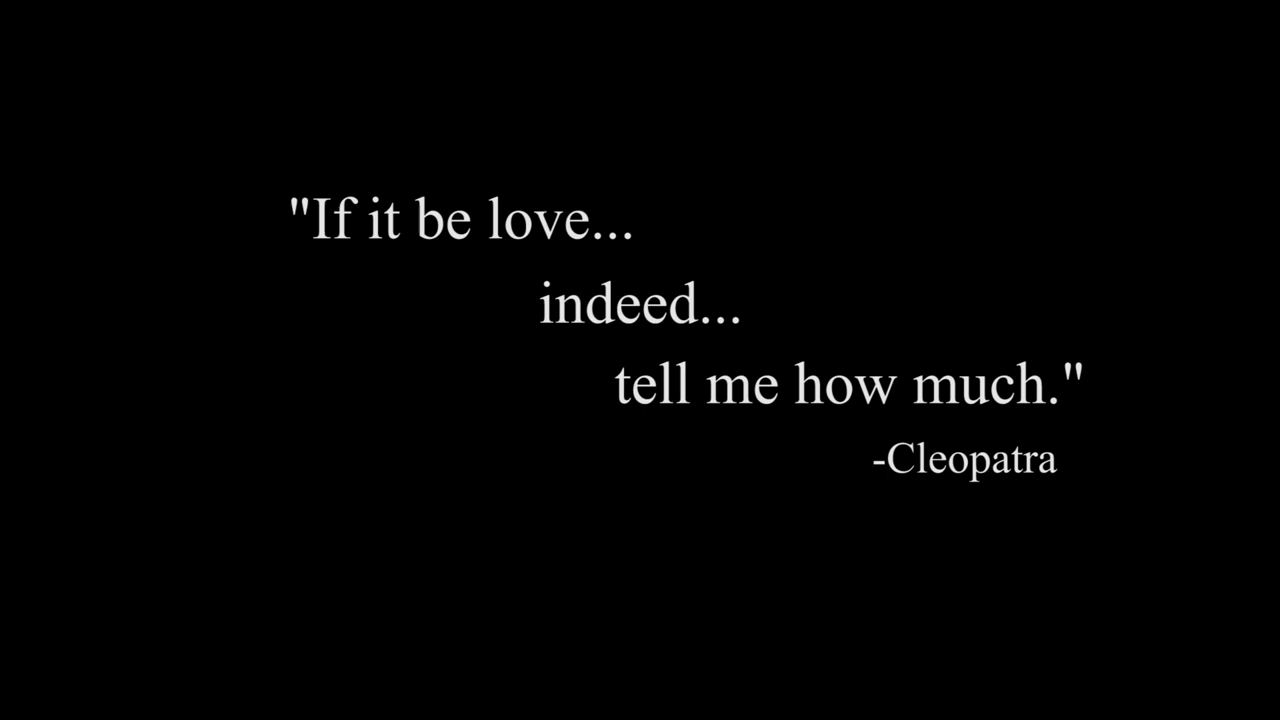 "If it be love...
indeed...
tell me how much."
-Cleopatra